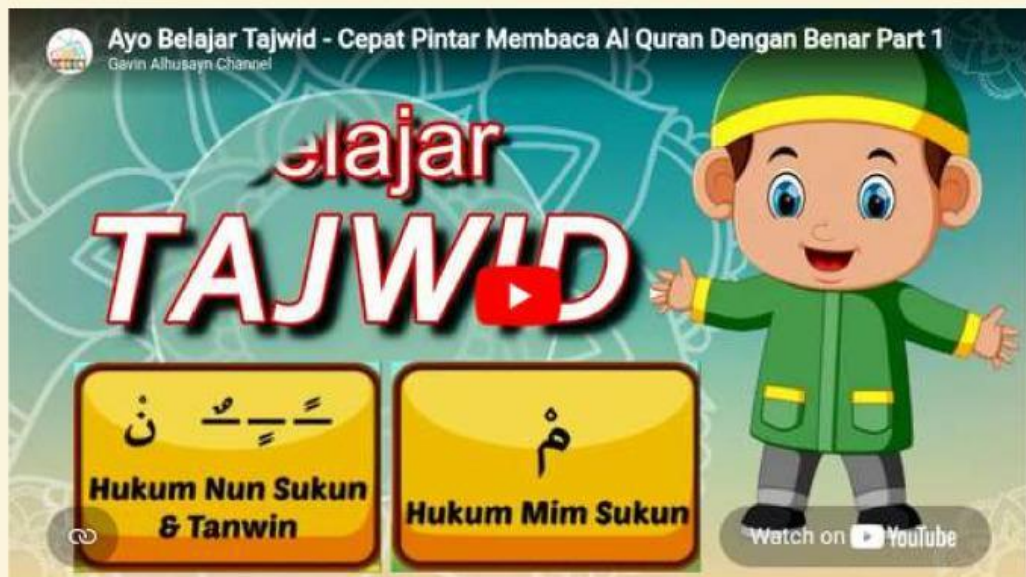 Ayo Belajar Tajwid - Cepat Pintar Membaca Al Quran Dengan Benar Part 1
Gavin Alhusayn Channel
elajar
TAJWID
نْ ـٌـ ـٍـ ـًـ
Hukum Nun Sukun
& Tanwin
مْ
Hukum Mim Sukun
Watch on YouTube